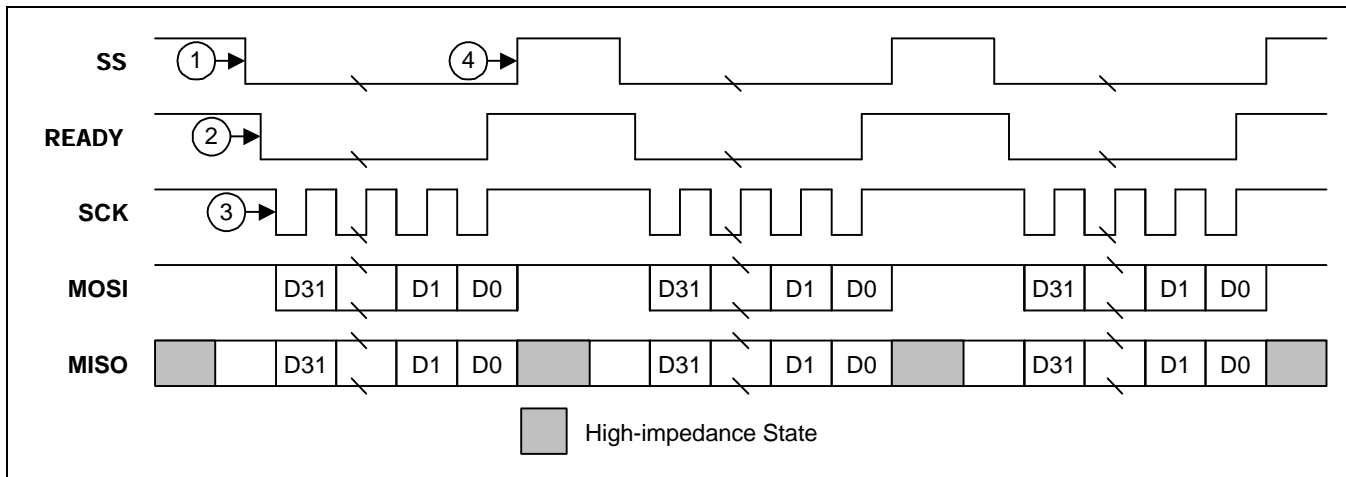 SS 1 4
READY 2
SCK 3
MOSI D31 D1 D0 D31 D1 D0 D31 D1 D0
MISO D31 D1 D0 D31 D1 D0 D31 D1 D0
High-impedance State